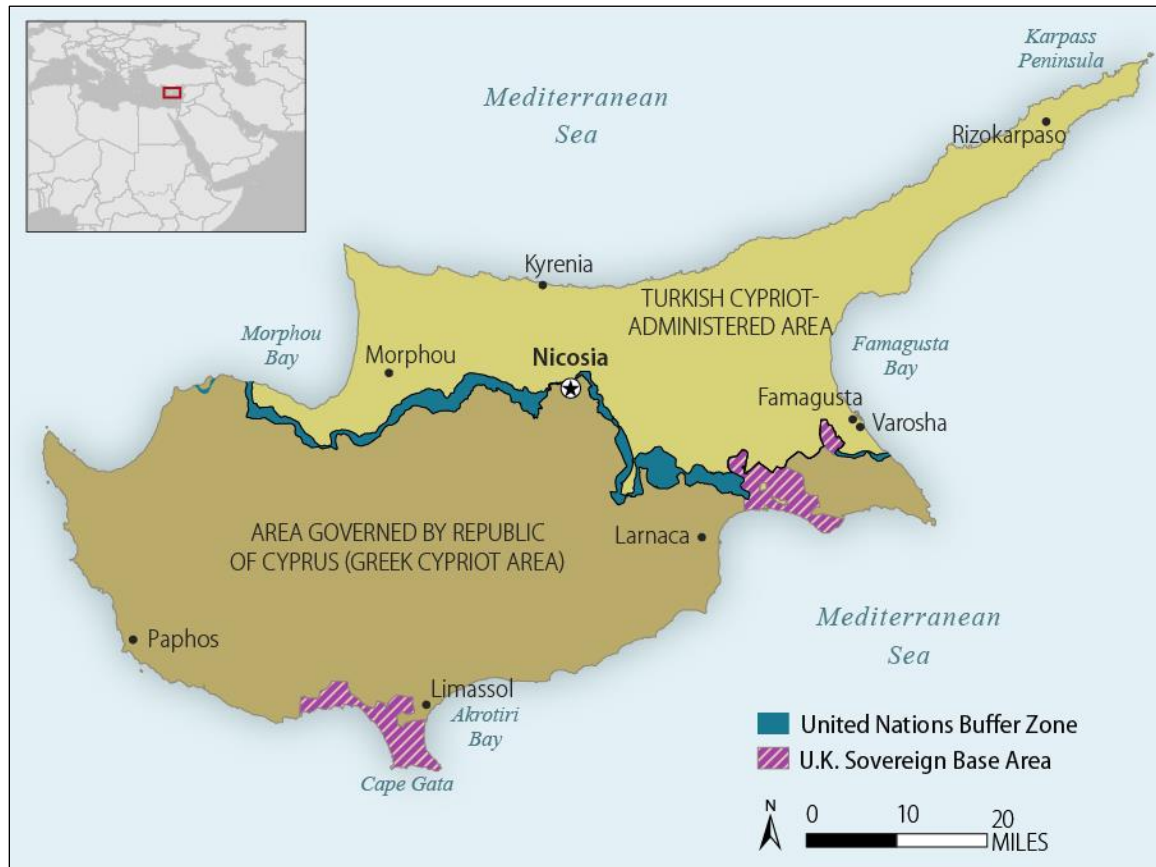 Karpass
Peninsula
Mediterranean
Sea
Rizokarpaso
Kyrenia
TURKISH CYPRIOT-
ADMINISTERED AREA
Morphou
Bay
Famagusta
Bay
Morphou
Nicosia
Famagusta
Varosha
AREA GOVERNED BY REPUBLIC
OF CYPRUS (GREEK CYPRIOT AREA)
Larnaca
Paphos
Mediterranean
Sea
Limassol
Akrotiri
Bay
Cape Gata
United Nations Buffer Zone
U.K. Sovereign Base Area
N
0 10 20
MILES